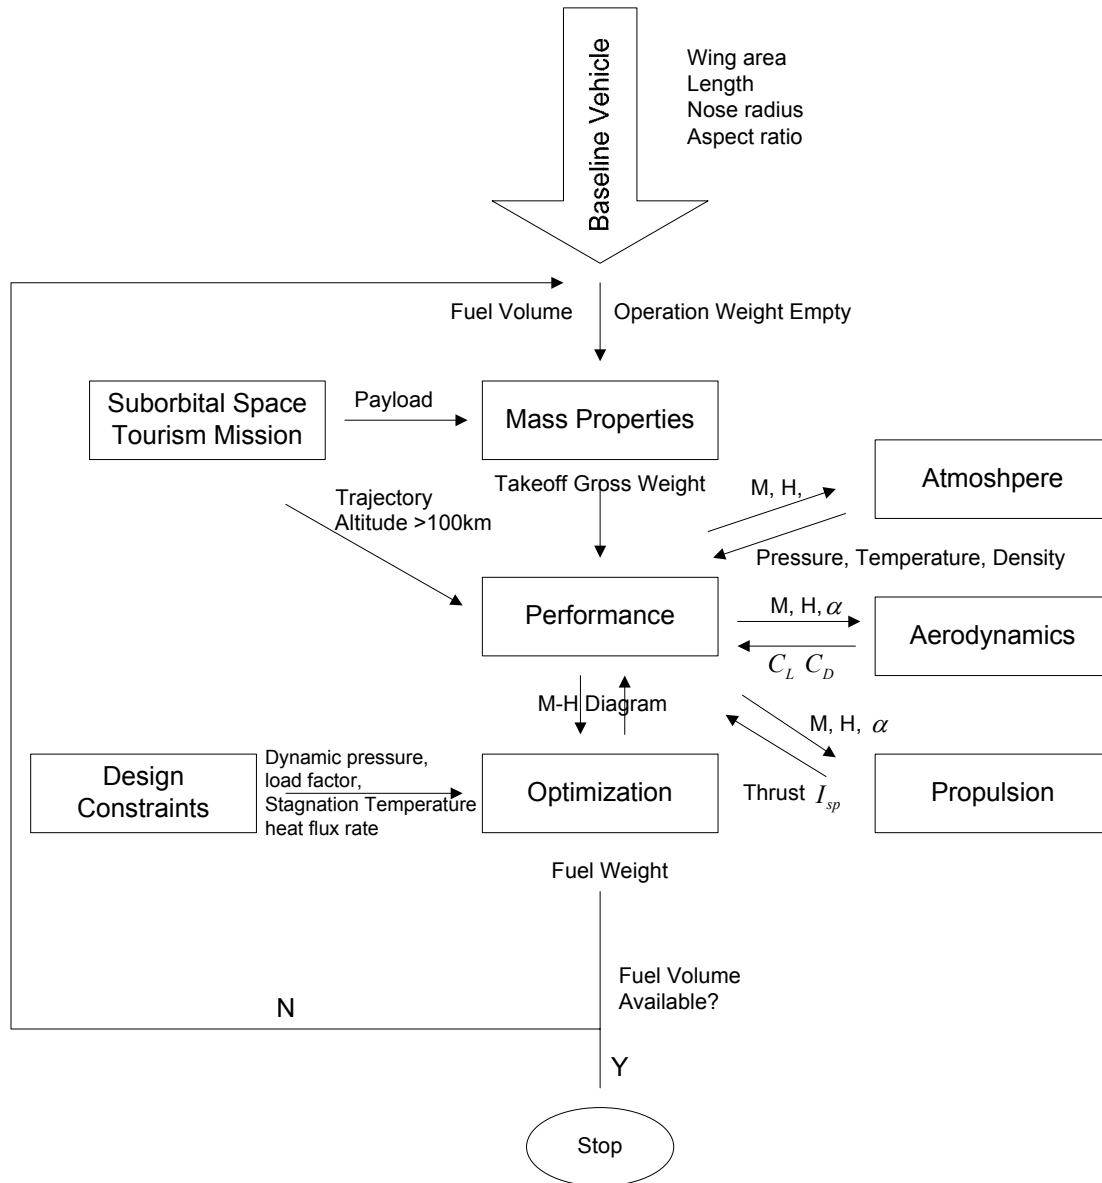 Baseline Vehicle
Wing area
Length
Nose radius
Aspect ratio
Fuel Volume
Operation Weight Empty
Suborbital Space
Tourism Mission
Payload
Mass Properties
Takeoff Gross Weight
Trajectory
Altitude >100km
M, H,
Atmoshpere
Pressure, Temperature, Density
Performance
M, H, α
Aerodynamics
C_L C_D
M-H Diagram
M, H, α
Design
Constraints
Dynamic pressure,
load factor,
Stagnation Temperature
heat flux rate
Optimization
Thrust I_sp
Propulsion
Fuel Weight
Fuel Volume
Available?
N
Y
Stop